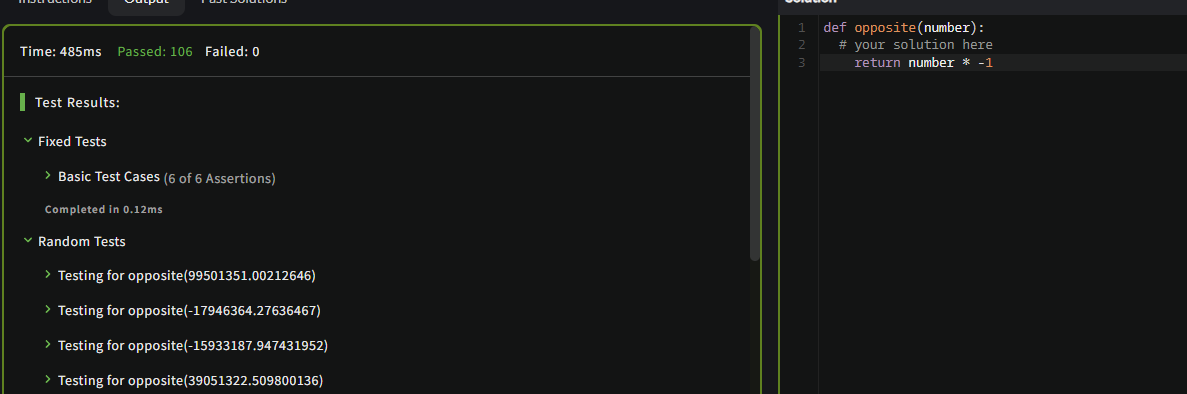 Instructions Output Past Solutions
Time: 485ms Passed: 106 Failed: 0
Test Results:
Fixed Tests
Basic Test Cases (6 of 6 Assertions)
Completed in 0.12ms
Random Tests
Testing for opposite(99501351.00212646)
Testing for opposite(-17946364.27636467)
Testing for opposite(-15933187.947431952)
Testing for opposite(39051322.509800136)
Solution
1 def opposite(number):
2 # your solution here
3 return number * -1